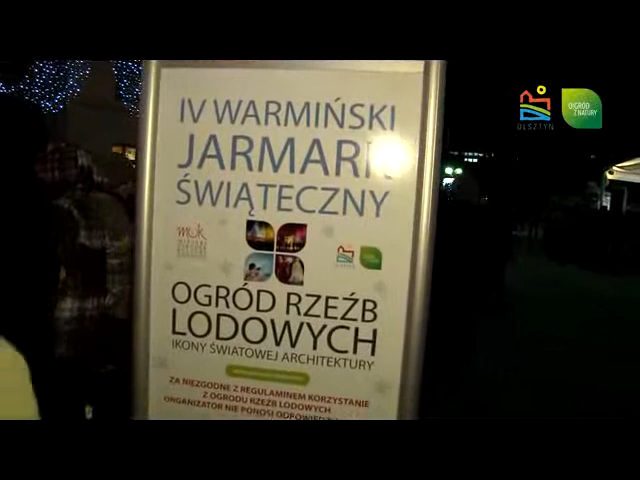 IV WARMIŃSKI
JARMARK
ŚWIĄTECZNY
OGRÓD RZEŹB
LODOWYCH
IKONY ŚWIATOWEJ ARCHITEKTURY
ZA NIEZGODNE Z REGULAMINEM KORZYSTANIE
Z OGRODU RZEŹB LODOWYCH
ORGANIZATOR NIE PONOSI
OLSZTYN
OGRÓD
Z NATURY